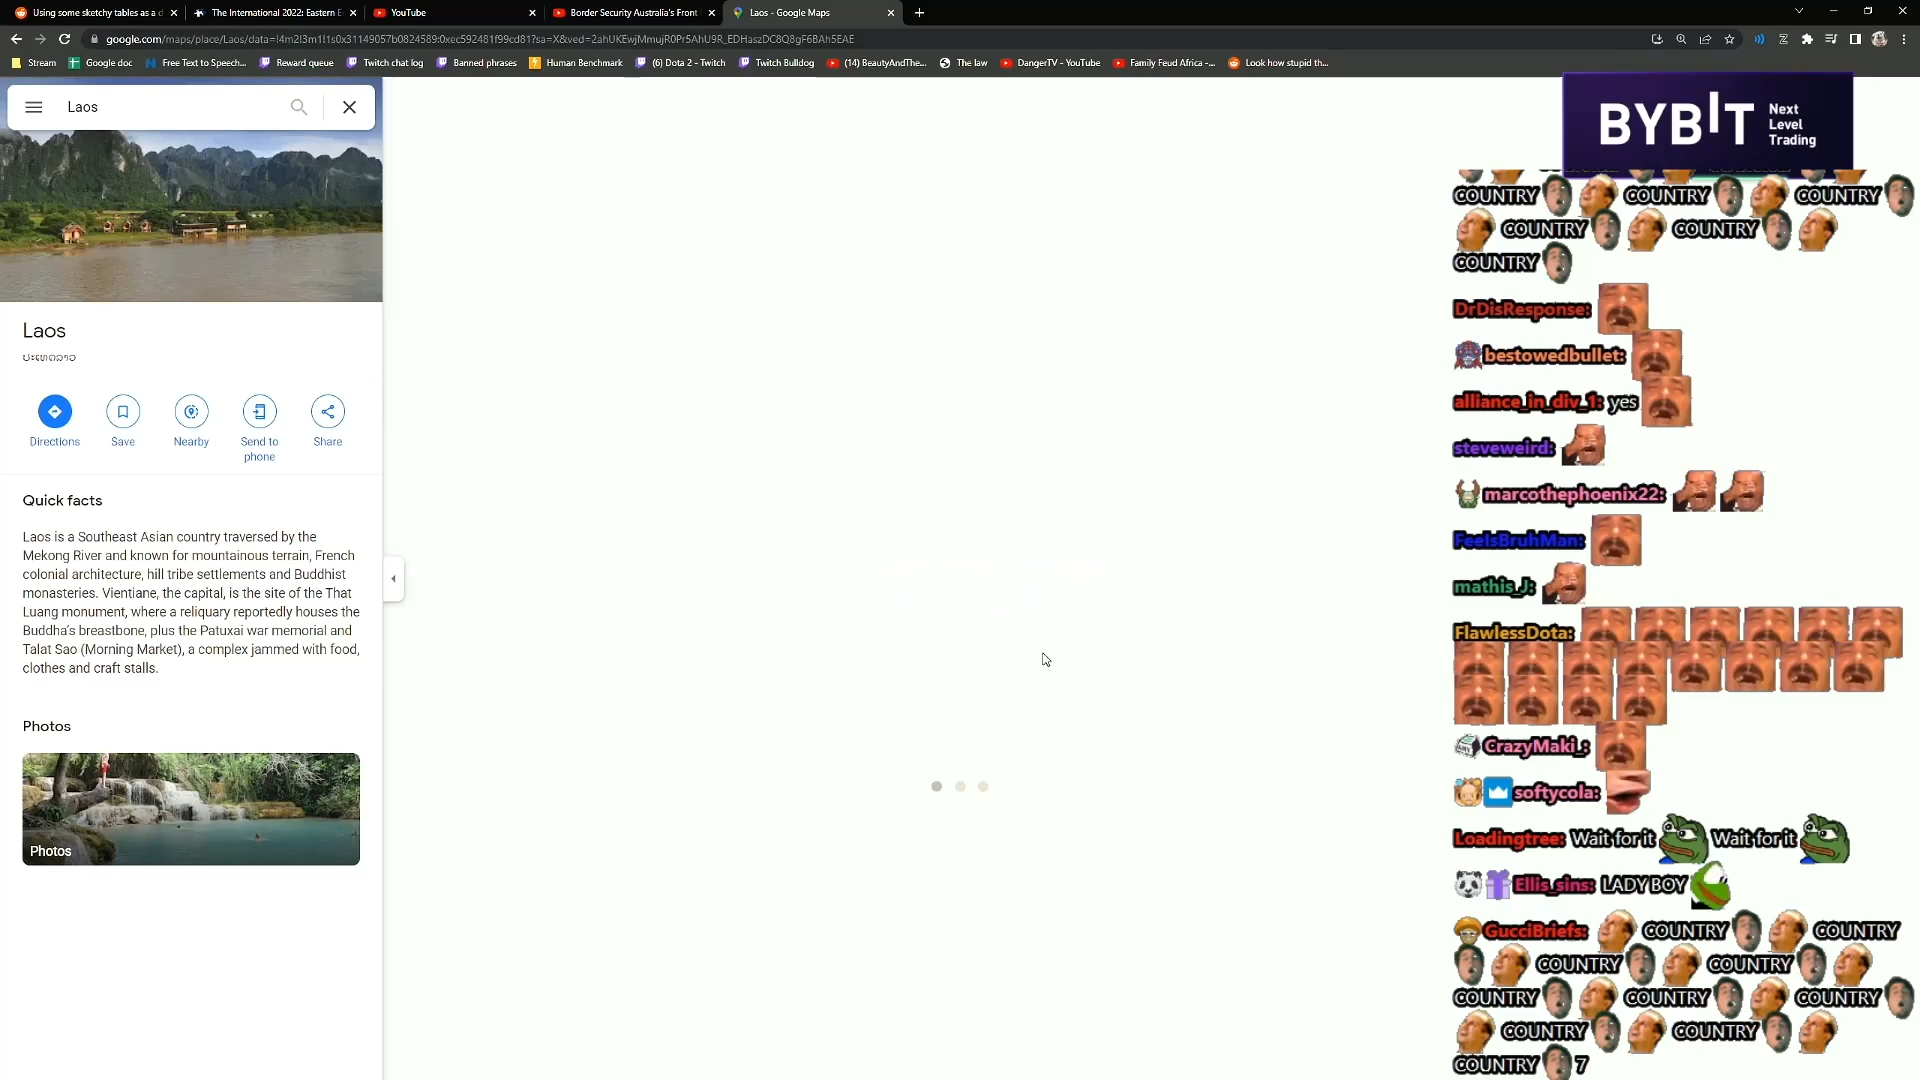 Using some sketchy tables as a d
The International 2022: Eastern E
YouTube
Border Security Australia's Front
Laos - Google Maps
google.com/maps/place/Laos/data=!4m2!3m1!1s0x31149057b0824589:0xec592481f99cd81?sa=X&ved=2ahUKEwjMmujR0Pr5AhU9R_EDHaszDC8Q8gF6BAh5EAE
Stream
Google doc
Free Text to Speech...
Reward queue
Twitch chat log
Banned phrases
Human Benchmark
(6) Dota 2 - Twitch
Twitch Bulldog
(14) BeautyAndThe...
The law
DangerTV - YouTube
Family Feud Africa -...
Look how stupid th...
Laos
Laos
ປະເທດລາວ
Directions
Save
Nearby
Send to
phone
Share
Quick facts
Laos is a Southeast Asian country traversed by the
Mekong River and known for mountainous terrain, French
colonial architecture, hill tribe settlements and Buddhist
monasteries. Vientiane, the capital, is the site of the That
Luang monument, where a reliquary reportedly houses the
Buddha's breastbone, plus the Patuxai war memorial and
Talat Sao (Morning Market), a complex jammed with food,
clothes and craft stalls.
Photos
Photos
BYBIT
Next
Level
Trading
COUNTRY COUNTRY COUNTRY
COUNTRY COUNTRY
COUNTRY
DrDisResponse:
bestowedbullet:
alliance_in_div_1: yes
steveweird:
marcothephoenix22:
FeelsBruhMan:
mathis_J:
FlawlessDota:
CrazyMaki_:
softycola:
Loadingtree: Wait for it Wait for it
Ellis_sins: LADY BOY
GucciBriefs: COUNTRY COUNTRY
COUNTRY COUNTRY
COUNTRY COUNTRY COUNTRY
COUNTRY COUNTRY
COUNTRY 7